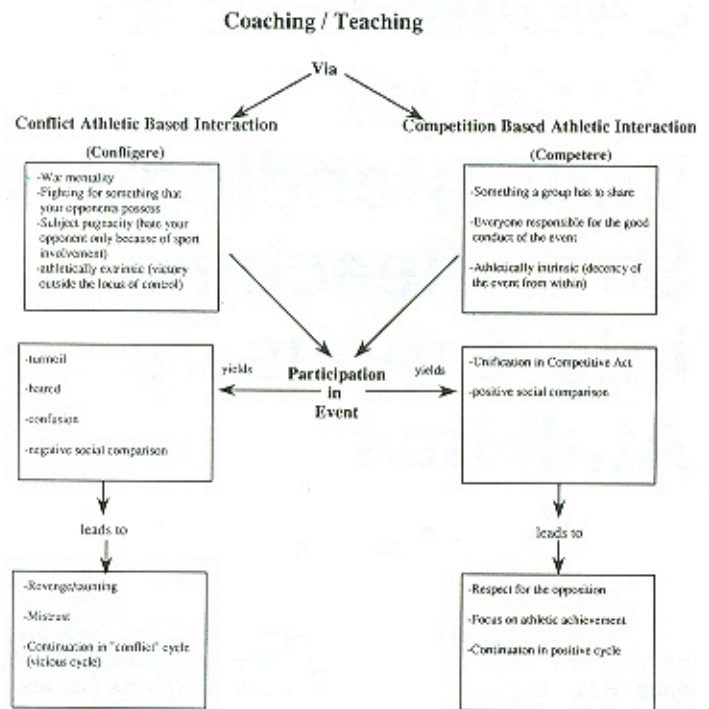 Coaching / Teaching
Via
Conflict Athletic Based Interaction
(Confligere)
-War mentality
-Fighting for something that
your opponents possess
-Subject pugnacity (hate your
opponent only because of sport
involvement)
-athletically extrinsic (victory
outside the locus of control)
Competition Based Athletic Interaction
(Competere)
-Something a group has to share
-Everyone responsible for the good
conduct of the event
-Athletically intrinsic (decency of
the event from within)
-turmoil
-hatred
-confusion
-negative social comparison
yields
Participation
in
Event
yields
-Unification in Competitive Act
-positive social comparison
leads to
leads to
-Revenge/taunting
-Mistrust
-Continuation in "conflict" cycle
(vicious cycle)
-Respect for the opposition
-Focus on athletic achievement
-Continuation in positive cycle